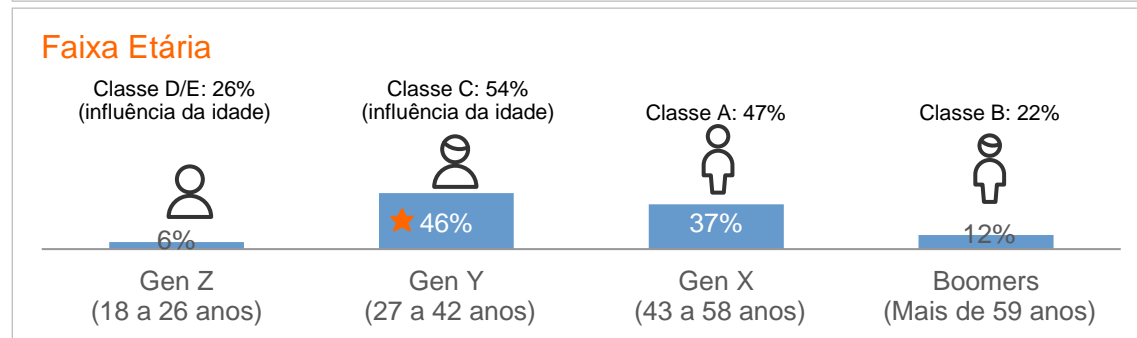 Faixa Etária
Classe D/E: 26%
(influência da idade)
Classe C: 54%
(influência da idade)
Classe A: 47%
Classe B: 22%
6%
46%
37%
12%
Gen Z
(18 a 26 anos)
Gen Y
(27 a 42 anos)
Gen X
(43 a 58 anos)
Boomers
(Mais de 59 anos)